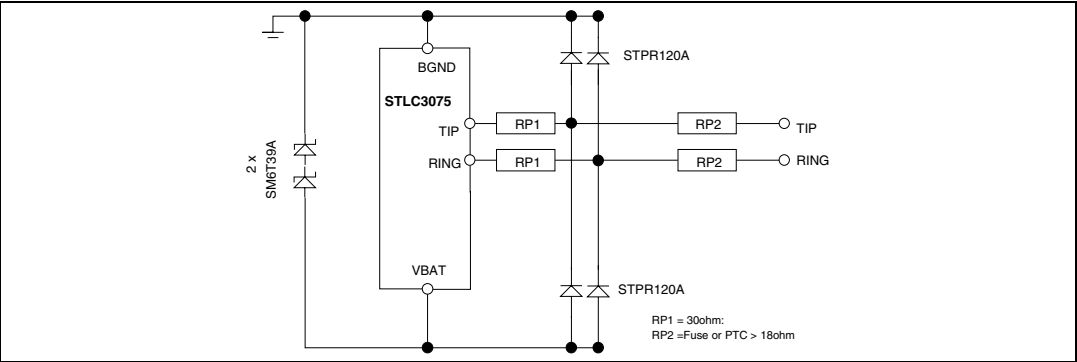 BGND
STPR120A
STLC3075
TIP
RP1
RP2
TIP
RING
RP1
RP2
RING
2 x
SM6T39A
VBAT
STPR120A
RP1 = 30ohm:
RP2 =Fuse or PTC > 18ohm